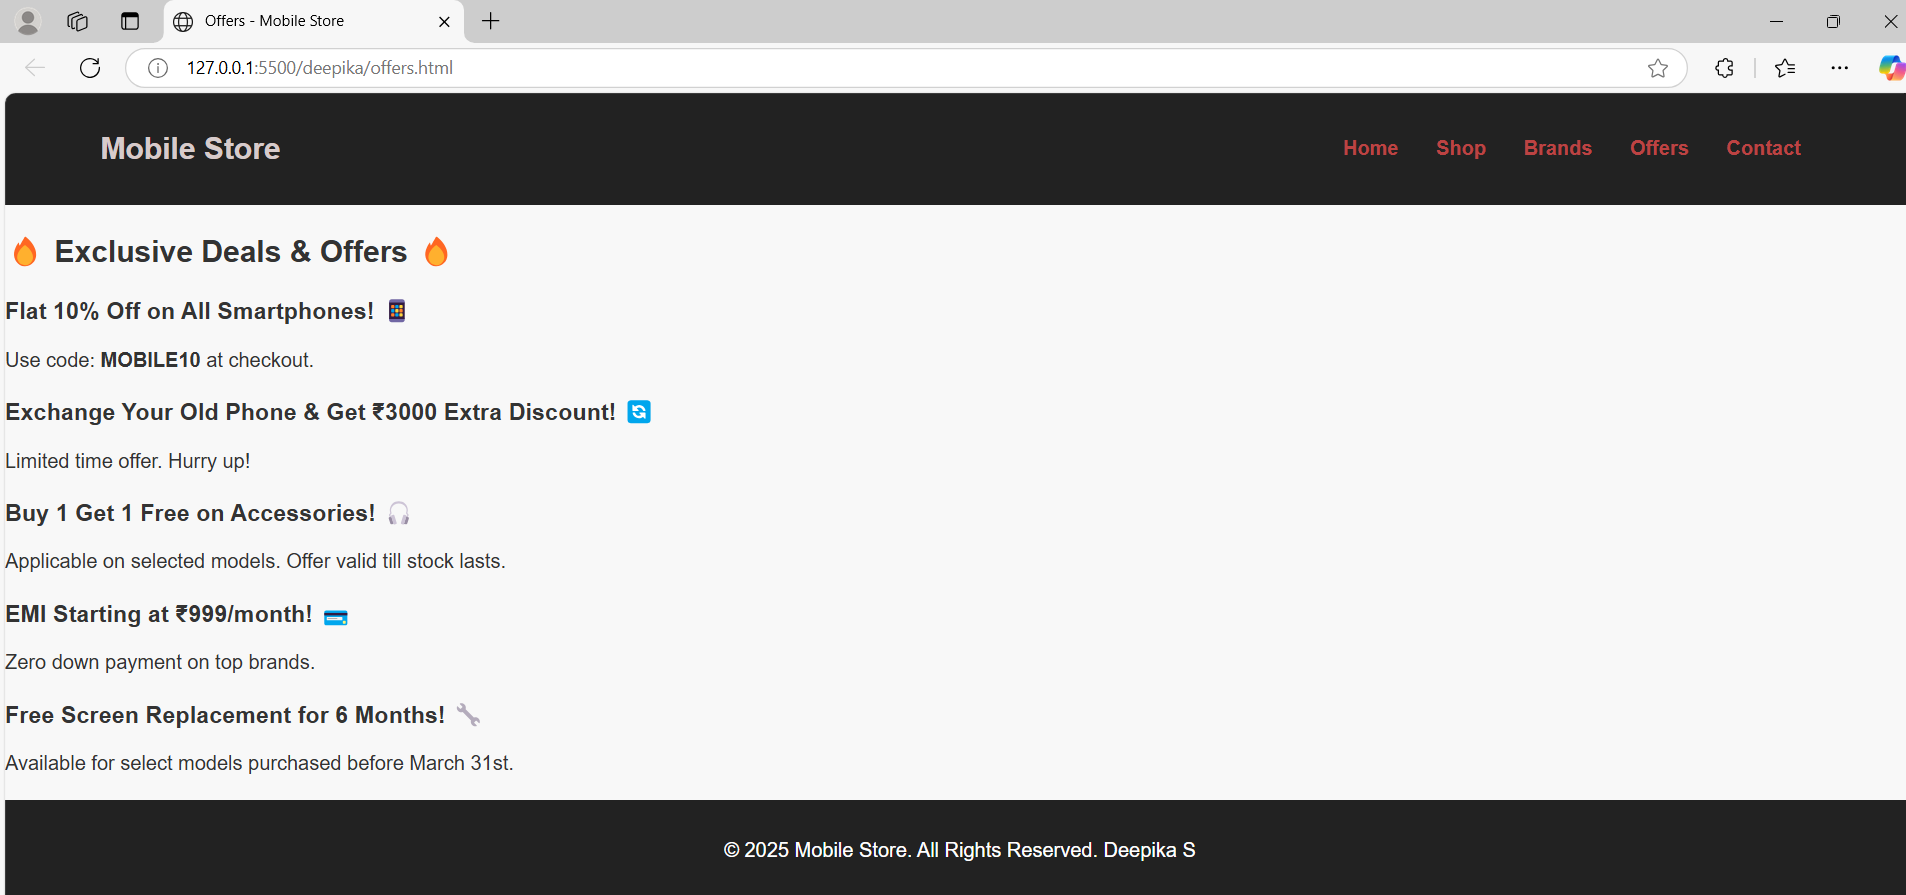 Offers - Mobile Store
127.0.0.1:5500/deepika/offers.html
Mobile Store
Home Shop Brands Offers Contact
🔥 Exclusive Deals & Offers 🔥
Flat 10% Off on All Smartphones! 📱
Use code: MOBILE10 at checkout.
Exchange Your Old Phone & Get ₹3000 Extra Discount! 🔄
Limited time offer. Hurry up!
Buy 1 Get 1 Free on Accessories! 🎧
Applicable on selected models. Offer valid till stock lasts.
EMI Starting at ₹999/month! 💳
Zero down payment on top brands.
Free Screen Replacement for 6 Months! 🔧
Available for select models purchased before March 31st.
© 2025 Mobile Store. All Rights Reserved. Deepika S